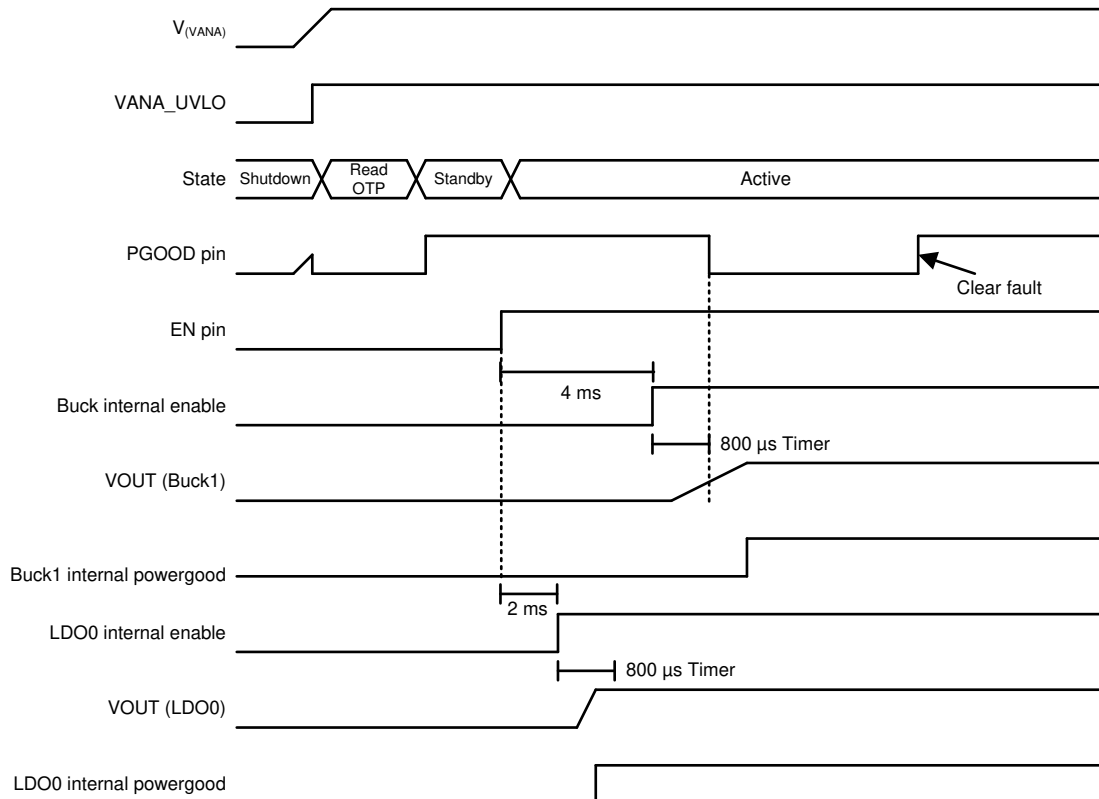 V(VANA)
VANA_UVLO
State
Shutdown
Read
OTP
Standby
Active
PGOOD pin
Clear fault
EN pin
4 ms
Buck internal enable
800 µs Timer
VOUT (Buck1)
Buck1 internal powergood
2 ms
LDO0 internal enable
800 µs Timer
VOUT (LDO0)
LDO0 internal powergood